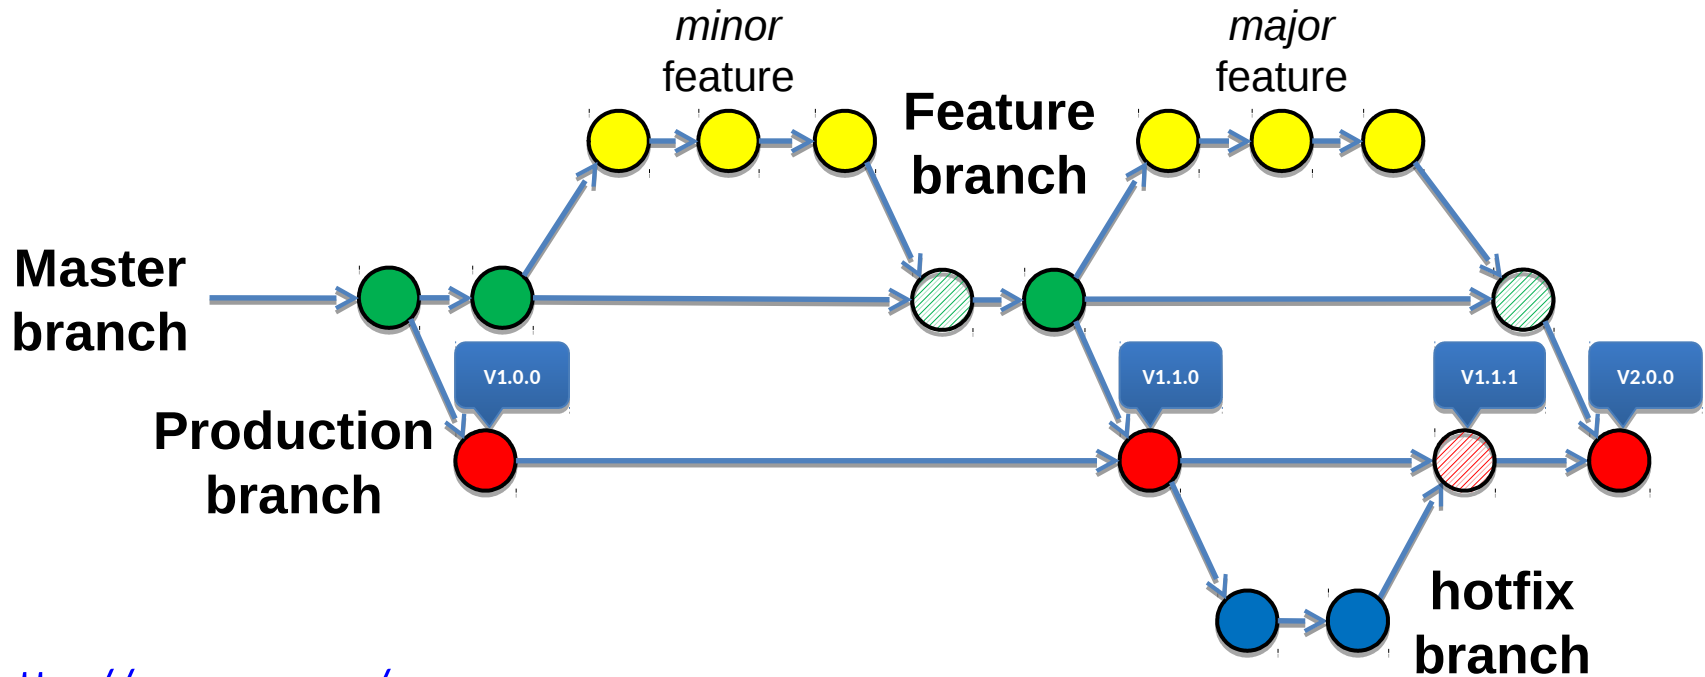 minor
feature
major
feature
Feature
branch
Master
branch
V1.0.0
V1.1.0
V1.1.1
V2.0.0
Production
branch
hotfix
branch